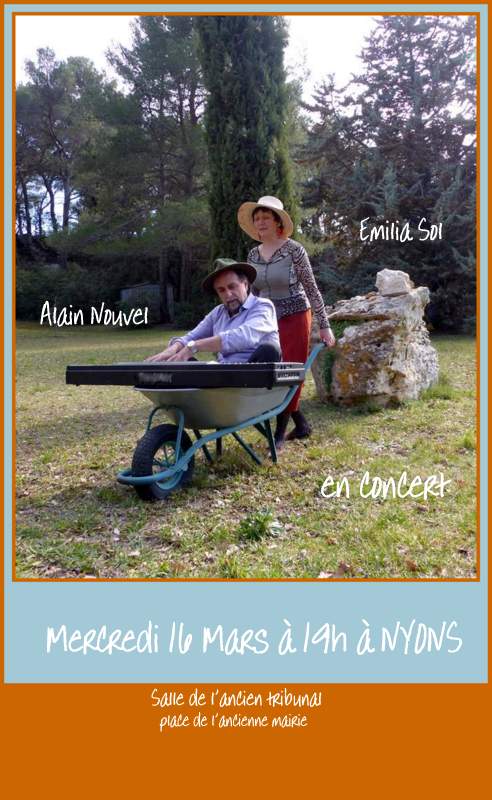 Emilia Sol
Alain Nouvel
en concert
Mercredi 16 Mars à 19h à NYONS
Salle de l'ancien tribunal
place de l'ancienne mairie